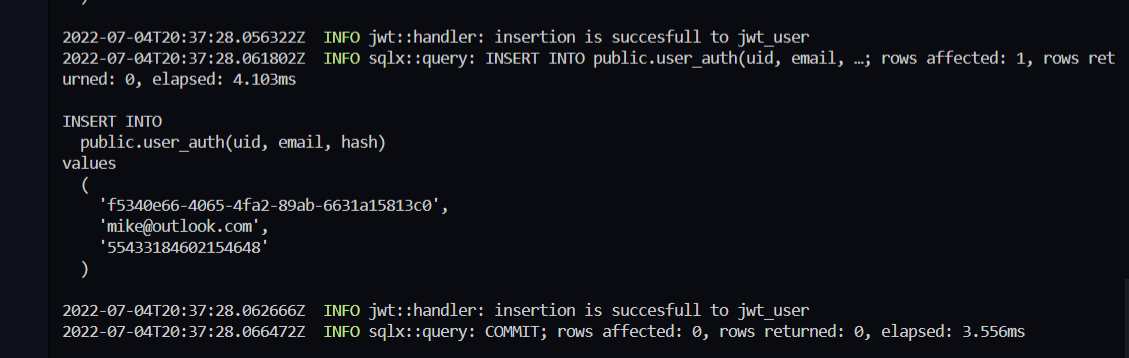 2022-07-04T20:37:28.056322Z  INFO jwt::handler: insertion is succesfull to jwt_user
2022-07-04T20:37:28.061802Z  INFO sqlx::query: INSERT INTO public.user_auth(uid, email, …; rows affected: 1, rows ret
urned: 0, elapsed: 4.103ms
INSERT INTO
  public.user_auth(uid, email, hash)
values
  (
    'f5340e66-4065-4fa2-89ab-6631a15813c0',
    'mike@outlook.com',
    '55433184602154648'
  )
2022-07-04T20:37:28.062666Z  INFO jwt::handler: insertion is succesfull to jwt_user
2022-07-04T20:37:28.066472Z  INFO sqlx::query: COMMIT; rows affected: 0, rows returned: 0, elapsed: 3.556ms